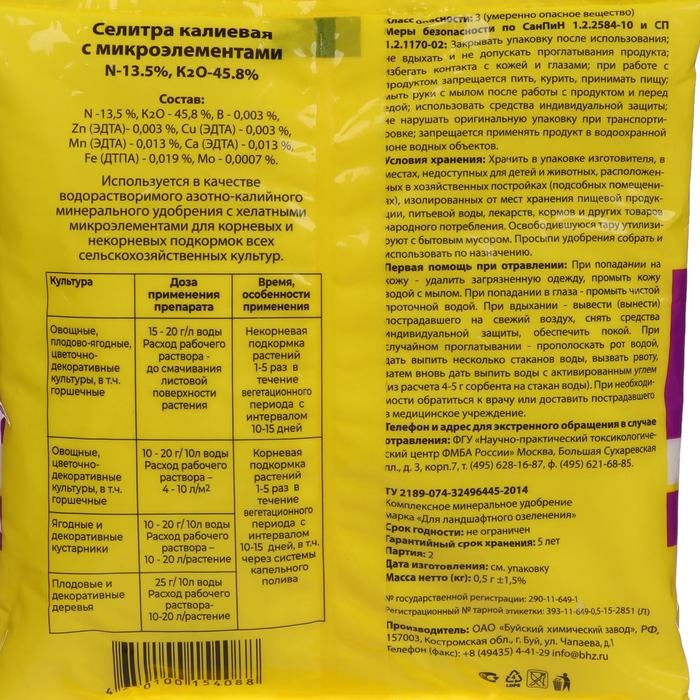 Селитра калиевая
с микроэлементами
N-13.5%, K2O-45.8%
Состав:
N -13,5 %, K2O - 45,8 %, B - 0,003 %,
Zn (ЭДТА)- 0,003 %, Cu (ЭДТА) - 0,003 %,
Mn (ЭДТА) - 0,013 %, Ca (ЭДТА) - 0,013 %,
Fe (ДТПА) - 0,019 %, Mo - 0,0007 %.
Используется в качестве
водорастворимого азотно-калийного
минерального удобрения с хелатными
микроэлементами для корневых и
некорневых подкормок всех
сельскохозяйственных культур.
Культура
Доза
применения
препарата
Время,
особенности
применения
Овощные,
плодово-ягодные,
цветочно-
декоративные
культуры, в т.ч.
горшечные
15 - 20 г/л воды
Расход рабочего
раствора -
до смачивания
листовой
поверхности
растения
Некорневая
подкормка
растений
1-5 раз в
течение
вегетационного
периода с
интервалом
10-15 дней
Овощные,
цветочно-
декоративные
культуры, в т.ч.
горшечные
10 - 20 г/ 10л воды
Расход рабочего
раствора –
4 - 10 л/м2
Корневая
подкормка
растений
1-5 раз в
течение
вегетационного
периода с
интервалом
10-15 дней, в т.ч.
через системы
капельного
полива
Ягодные и
декоративные
кустарники
10 - 20 г/ 10л воды
Расход рабочего
раствора –
10 - 20 л/растение
Плодовые и
декоративные
деревья
25 г/ 10л воды
Расход рабочего
раствора-
10-20 л/растение
4 ||0100||154088
Класс опасности: 3 (умеренно опасное вещество)
Меры безопасности по СанПиН 1.2.2584-10 и СП
1.2.1170-02: Закрывать упаковку после использования;
не вдыхать и не допускать проглатывания продукта;
избегать контакта с кожей и глазами; при работе с
продуктом запрещается пить, курить, принимать пищу;
мыть руки с мылом после работы с продуктом и перед
едой; использовать средства индивидуальной защиты;
не нарушать оригинальную упаковку при транспорти-
ровке; запрещается применять продукт в водоохранной
зоне водных объектов.
Условия хранения: Хранить в упаковке изготовителя, в
местах, недоступных для детей и животных, расположен-
ных в хозяйственных постройках (подсобных помещени-
ях), изолированных от мест хранения пищевой продук-
ции, питьевой воды, лекарств, кормов и других товаров
народного потребления. Освободившуюся тару утилизи-
руют с бытовым мусором. Просыпи удобрения собрать и
использовать по назначению.
Первая помощь при отравлении: При попадании на
кожу - удалить загрязненную одежду, промыть кожу
водой с мылом. При попадании в глаза - промыть чистой
проточной водой. При вдыхании - вывести (вынести)
пострадавшего на свежий воздух, снять средства
индивидуальной защиты, обеспечить покой. При
случайном проглатывании - прополоскать рот водой,
дать выпить несколько стаканов воды, вызвать рвоту,
затем вновь дать выпить воды с активированным углем
(из расчета 4-5 г сорбента на стакан воды). При необходи-
мости обратиться к врачу или доставить пострадавшего
в медицинское учреждение.
Телефон и адрес для экстренного обращения в случае
отравления: ФГУ «Научно-практический токсикологиче-
ский центр ФМБА России» Москва, Большая Сухаревская
пл., д. 3, корп.7, т. (495) 628-16-87, ф. (495) 621-68-85.
ТУ 2189-074-32496445-2014
Комплексное минеральное удобрение
марка «Для ландшафтного озеленения»
Срок годности: не ограничен
Гарантийный срок хранения: 5 лет
Партия: 2
Дата изготовления: см. упаковку
Масса нетто (кг): 0,5 г ±1,5%
№ государственной регистрации: 290-11-649-1
Регистрационный № тарной этикетки: 393-11-649-0,5-15-2851 (Л)
Производитель: ОАО «Буйский химический завод», РФ,
157003, Костромская обл., г. Буй, ул. Чапаева, д.1
Телефон (факс): +8 (49435) 4-41-29 info@bhz.ru